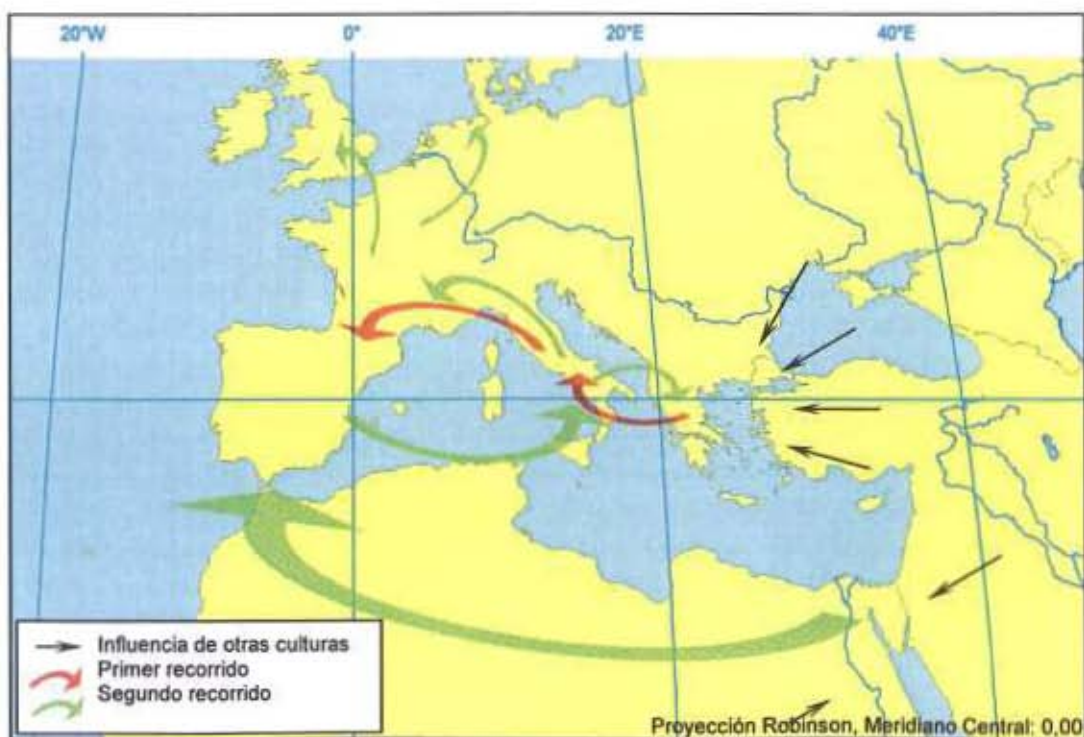 20°W 0° 20°E 40°E
Influencia de otras culturas
Primer recorrido
Segundo recorrido
Proyección Robinson, Meridiano Central: 0,00